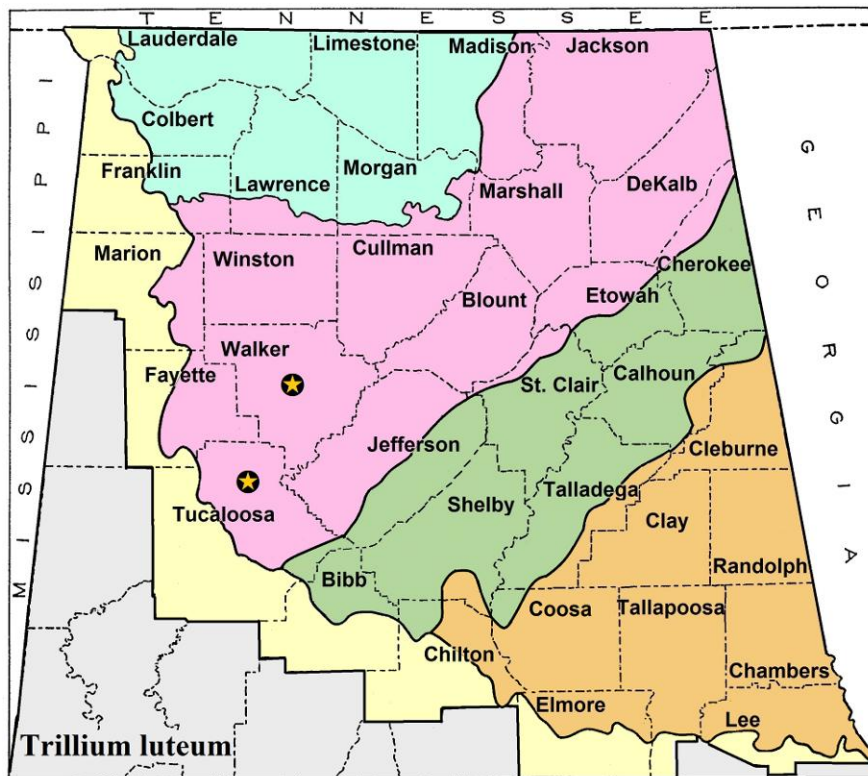 TENNESSEE
Lauderdale
Limestone
Madison
Jackson
Colbert
Franklin
Lawrence
Morgan
Marshall
DeKalb
Marion
Winston
Cullman
Cherokee
Blount
Etowah
Walker
Fayette
St. Clair
Calhoun
Jefferson
Cleburne
Tucaloosa
Shelby
Talladega
Clay
Bibb
Randolph
Coosa
Tallapoosa
Chilton
Chambers
Elmore
Lee
MISSISSIPPI
GEORGIA
Trillium luteum